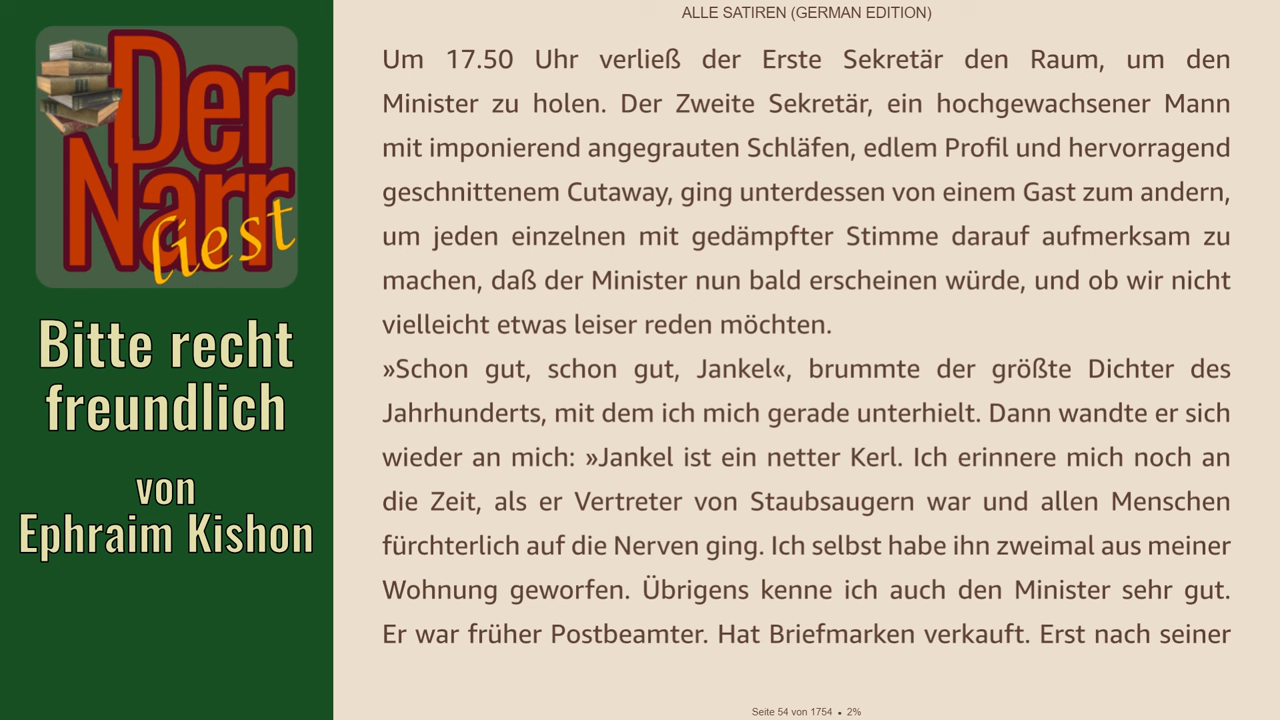 Der
Narr
liest
Bitte recht
freundlich
von
Ephraim Kishon
ALLE SATIREN (GERMAN EDITION)
Um 17.50 Uhr verließ der Erste Sekretär den Raum, um den
Minister zu holen. Der Zweite Sekretär, ein hochgewachsener Mann
mit imponierend angegrauten Schläfen, edlem Profil und hervorragend
geschnittenem Cutaway, ging unterdessen von einem Gast zum andern,
um jeden einzelnen mit gedämpfter Stimme darauf aufmerksam zu
machen, daß der Minister nun bald erscheinen würde, und ob wir nicht
vielleicht etwas leiser reden möchten.
»Schon gut, schon gut, Jankel«, brummte der größte Dichter des
Jahrhunderts, mit dem ich mich gerade unterhielt. Dann wandte er sich
wieder an mich: »Jankel ist ein netter Kerl. Ich erinnere mich noch an
die Zeit, als er Vertreter von Staubsaugern war und allen Menschen
fürchterlich auf die Nerven ging. Ich selbst habe ihn zweimal aus meiner
Wohnung geworfen. Übrigens kenne ich auch den Minister sehr gut.
Er war früher Postbeamter. Hat Briefmarken verkauft. Erst nach seiner
Seite 54 von 1754 • 2%